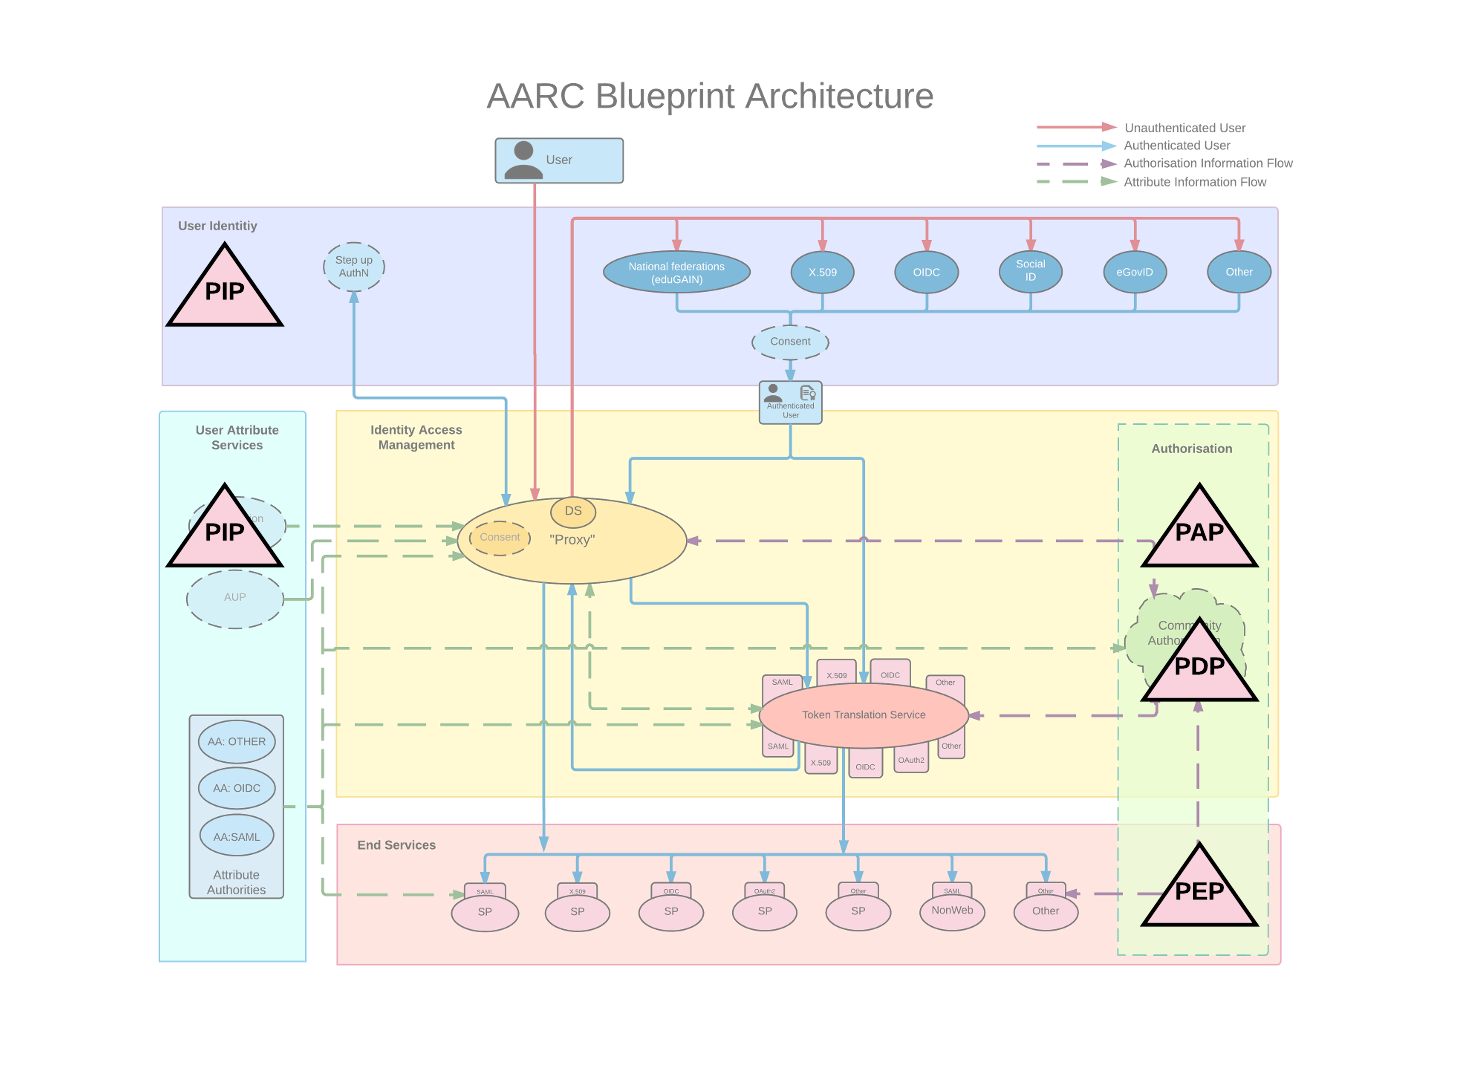 AARC Blueprint Architecture
User
Unauthenticated User
Authenticated User
Authorisation Information Flow
Attribute Information Flow
User Identitiy
PIP
Step up
AuthN
National federations
(eduGAIN)
X.509
OIDC
Social
ID
eGovID
Other
Consent
Authenticated
User
User Attribute
Services
PIP
AUP
AA: OTHER
AA: OIDC
AA:SAML
Attribute
Authorities
Identity Access
Management
DS
Consent
"Proxy"
SAML
X.509
OIDC
Other
Token Translation Service
SAML
X.509
OIDC
OAuth2
Other
Authorisation
PAP
PDP
PEP
End Services
SAML
SP
X.509
SP
OIDC
SP
OAuth2
SP
Other
SP
SAML
NonWeb
Other
Other